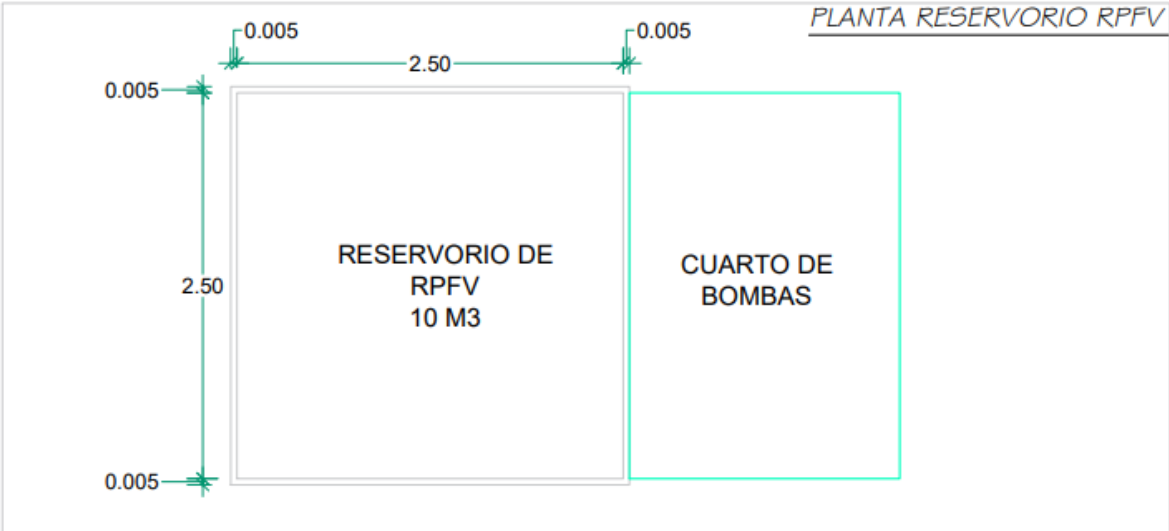 PLANTA RESERVORIO RPFV
0.005
0.005
2.50
0.005
RESERVORIO DE
RPFV
10 M3
CUARTO DE
BOMBAS
2.50
0.005